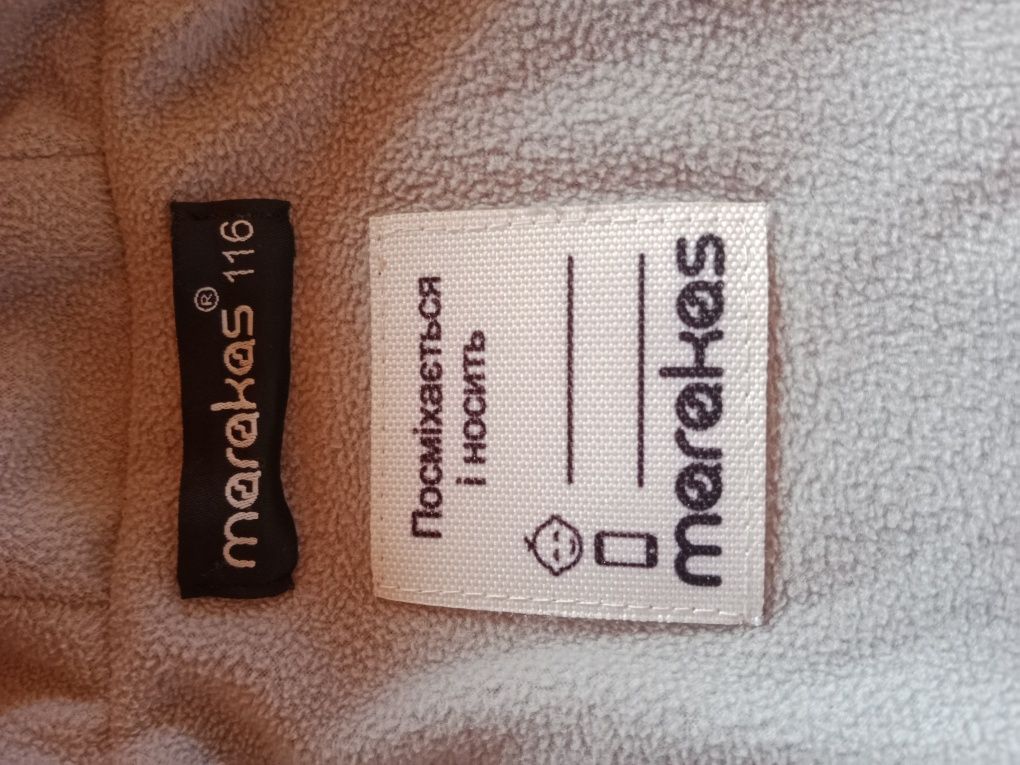 marakas® 116
Посміхається
і носить
marakas